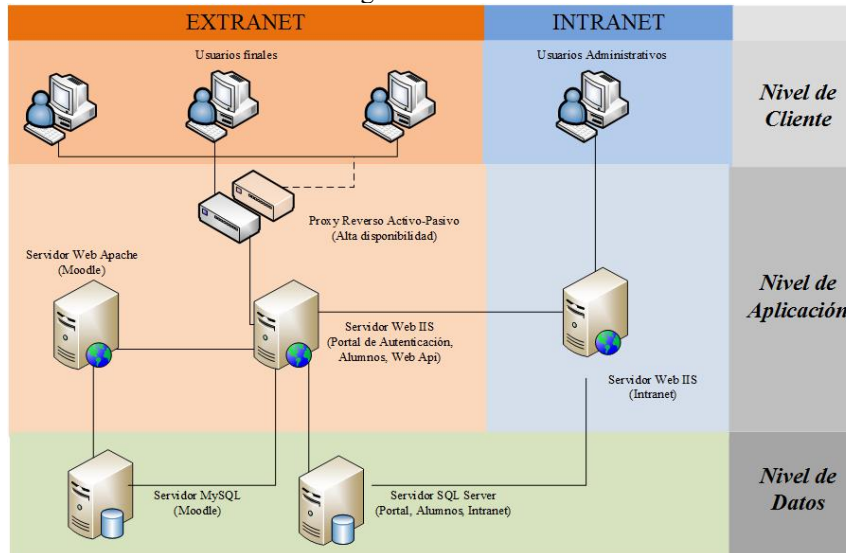 EXTRANET
INTRANET
Usuarios finales
Usuarios Administrativos
Nivel de
Cliente
Proxy Reverso Activo-Pasivo
(Alta disponibilidad)
Servidor Web Apache
(Moodle)
Servidor Web IIS
(Portal de Autenticación,
Alumnos, Web Api)
Servidor Web IIS
(Intranet)
Nivel de
Aplicación
Servidor MySQL
(Moodle)
Servidor SQL Server
(Portal, Alumnos, Intranet)
Nivel de
Datos